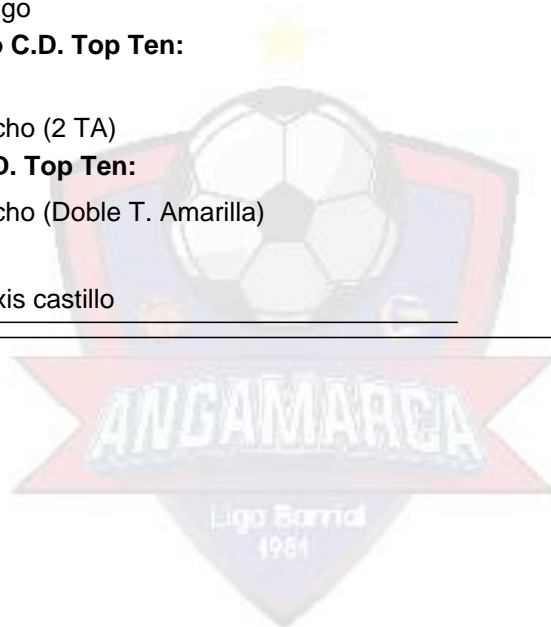 go
C.D. Top Ten:
cho (2 TA)
D. Top Ten:
cho (Doble T. Amarilla)
xis castillo
ANGAMARCA
Liga Barrial
1981